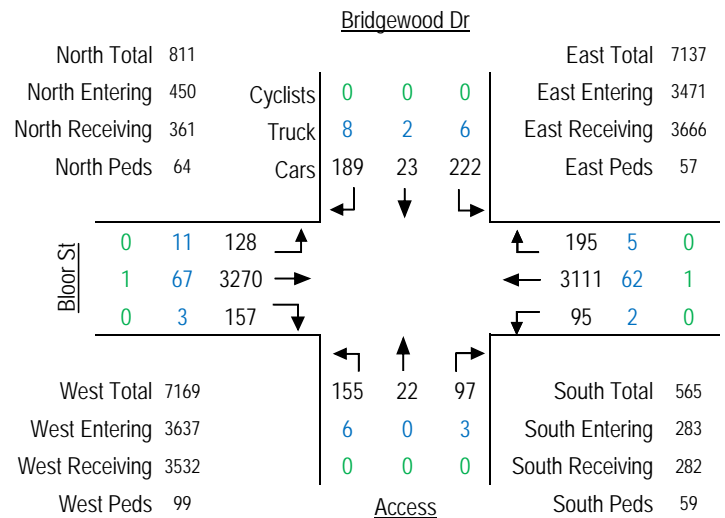 Bridgewood Dr
North Total 811
North Entering 450
North Receiving 361
North Peds 64
East Total 7137
East Entering 3471
East Receiving 3666
East Peds 57
Cyclists 0 0 0
Truck 8 2 6
Cars 189 23 222
Bloor St
0 11 128
1 67 3270
0 3 157
195 5 0
3111 62 1
95 2 0
155 22 97
6 0 3
0 0 0
West Total 7169
West Entering 3637
West Receiving 3532
West Peds 99
South Total 565
South Entering 283
South Receiving 282
South Peds 59
Access